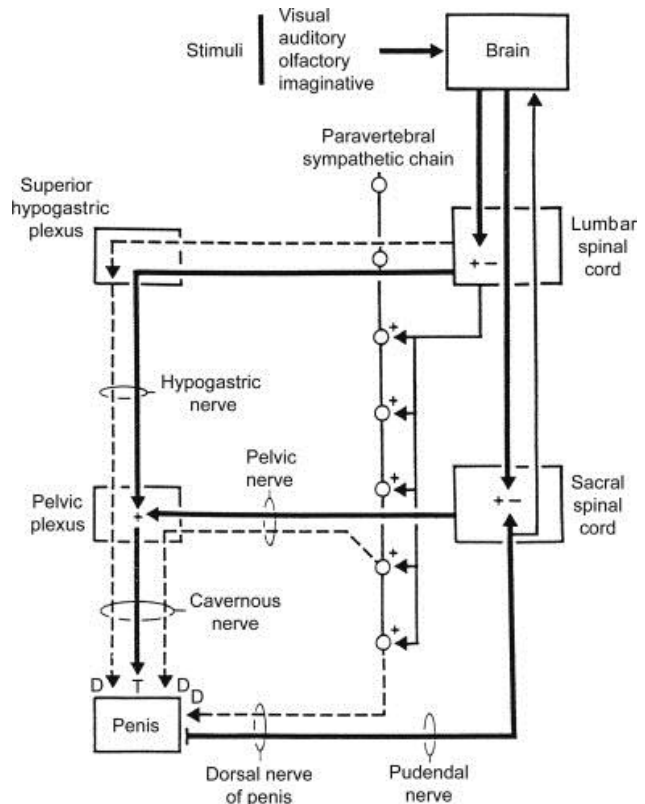 Stimuli
Visual
auditory
olfactory
imaginative
Brain
Paravertebral
sympathetic chain
Superior
hypogastric
plexus
Lumbar
spinal
cord
+ −
+
+
Hypogastric
nerve
+
Pelvic
nerve
Pelvic
plexus
+
Sacral
spinal
cord
+ −
+
Cavernous
nerve
+
D
T
D
D
Penis
Dorsal nerve
of penis
Pudendal
nerve